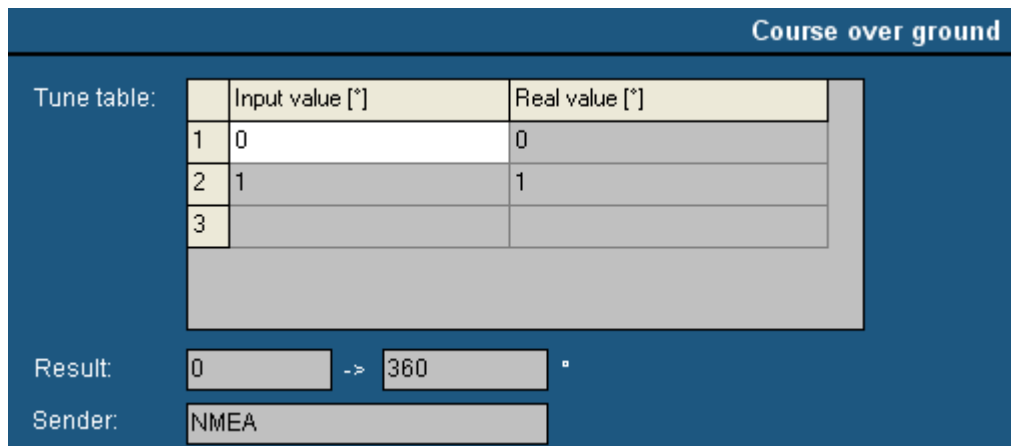 Course over ground
Tune table: Input value [°] Real value [°]
1 0 0
2 1 1
3
Result: 0 -> 360 °
Sender: NMEA